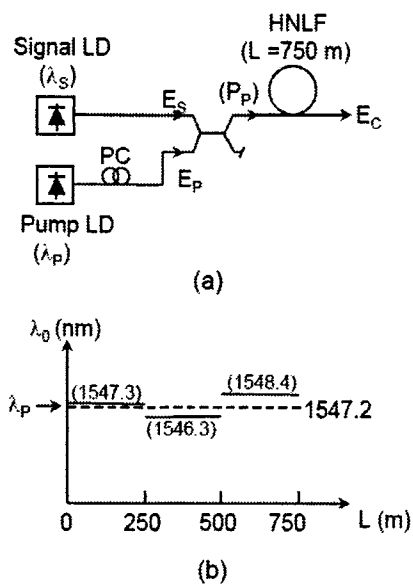 HNLF
(L =750 m)
Signal LD
(λS)
ES
(PP)
EC
PC
EP
Pump LD
(λP)
(a)
λ0 (nm)
(1547.3)
(1548.4)
λP
1547.2
(1546.3)
0 250 500 750 L (m)
(b)